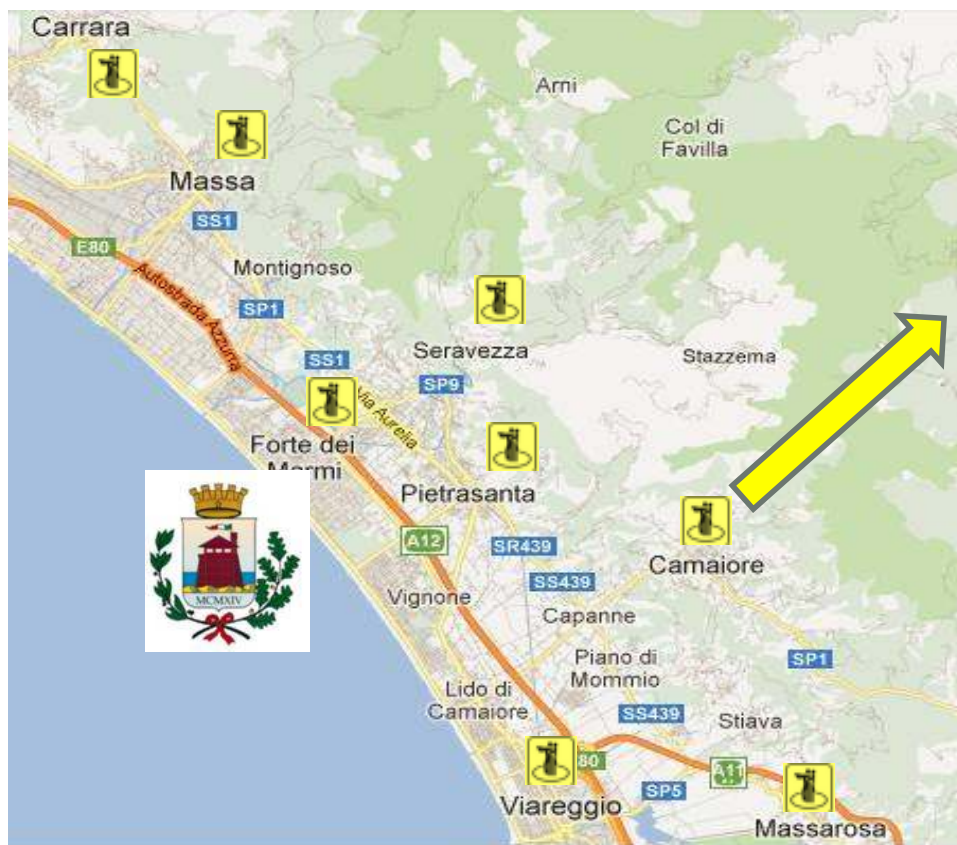 Carrara
Arni
Col di
Favilla
Massa
SS1
E80
Montignoso
Autostrada Azzurra
SP1
Seravezza
Stazzema
SS1
SP9
Via Aurelia
Forte dei
Marmi
Pietrasanta
A12
SR439
Camaiore
SS439
MCMXIV
Vignone
Capanne
Piano di
Mommio
SP1
Lido di
Camaiore
SS439
Stiava
80
A11
SP5
Viareggio
Massarosa